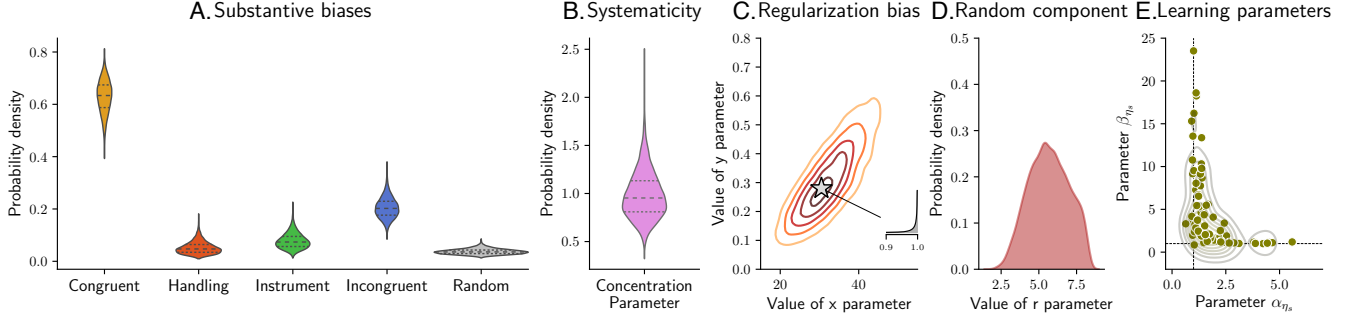 A. Substantive biases
Probability density
0.8
0.6
0.4
0.2
0.0
Congruent
Handling
Instrument
Incongruent
Random
B. Systematicity
Probability density
2.5
2.0
1.5
1.0
0.5
Concentration
Parameter
C. Regularization bias
Value of y parameter
0.8
0.7
0.6
0.5
0.4
0.3
0.2
0.1
0.0
20
40
Value of x parameter
0.9
1.0
D. Random component
Probability density
0.5
0.4
0.3
0.2
0.1
0.0
2.5
5.0
7.5
Value of r parameter
E. Learning parameters
Parameter βηs
25
20
15
10
5
0
0.0
2.5
5.0
Parameter αηs